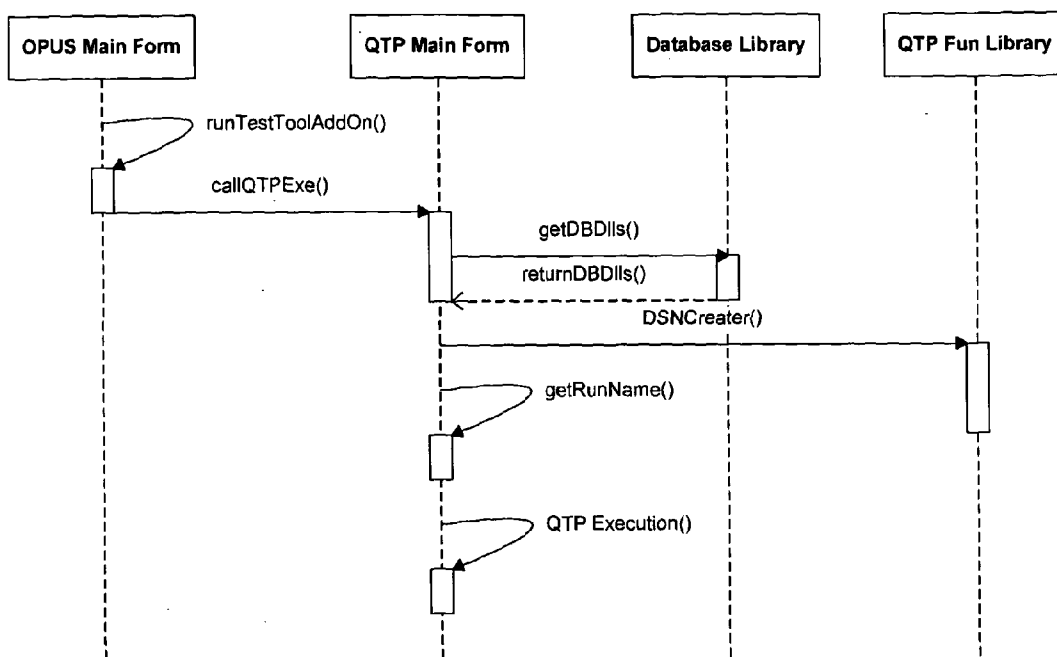 OPUS Main Form
QTP Main Form
Database Library
QTP Fun Library
runTestToolAddOn()
callQTPExe()
getDBDlls()
returnDBDlls()
DSNCreater()
getRunName()
QTP Execution()